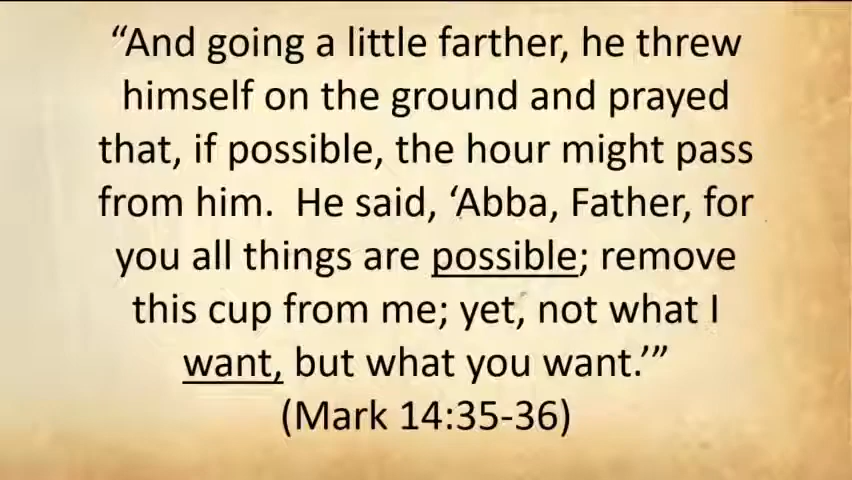 “And going a little farther, he threw
himself on the ground and prayed
that, if possible, the hour might pass
from him.  He said, ‘Abba, Father, for
you all things are possible; remove
this cup from me; yet, not what I
want, but what you want.’”
(Mark 14:35-36)